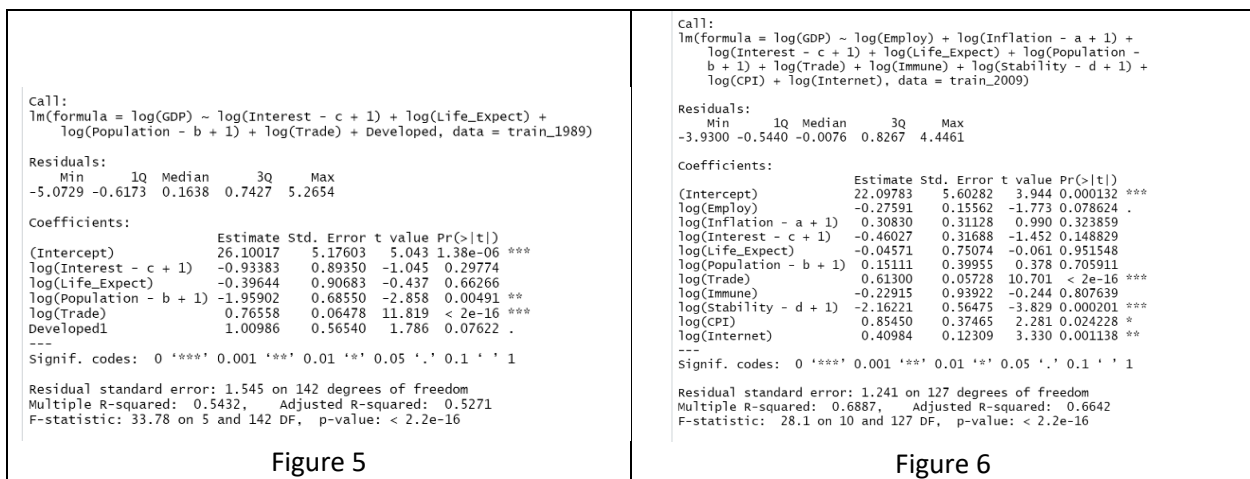 Call:
lm(formula = log(GDP) ~ log(Interest - c + 1) + log(Life_Expect) +
    log(Population - b + 1) + log(Trade) + Developed, data = train_1989)
Residuals:
    Min      1Q  Median      3Q     Max
-5.0729 -0.6173  0.1638  0.7427  5.2654
Coefficients:
                        Estimate Std. Error t value Pr(>|t|)
(Intercept)             26.10017    5.17603   5.043 1.38e-06 ***
log(Interest - c + 1)   -0.93383    0.89350  -1.045  0.29774
log(Life_Expect)        -0.39644    0.90683  -0.437  0.66266
log(Population - b + 1) -1.95902    0.68550  -2.858  0.00491 **
log(Trade)               0.76558    0.06478  11.819  < 2e-16 ***
Developed1               1.00986    0.56540   1.786  0.07622 .
---
Signif. codes:  0 ‘***’ 0.001 ‘**’ 0.01 ‘*’ 0.05 ‘.’ 0.1 ‘ ’ 1
Residual standard error: 1.545 on 142 degrees of freedom
Multiple R-squared:  0.5432,    Adjusted R-squared:  0.5271
F-statistic: 33.78 on 5 and 142 DF,  p-value: < 2.2e-16
Figure 5
Call:
lm(formula = log(GDP) ~ log(Employ) + log(Inflation - a + 1) +
    log(Interest - c + 1) + log(Life_Expect) + log(Population -
    b + 1) + log(Trade) + log(Immune) + log(Stability - d + 1) +
    log(CPI) + log(Internet), data = train_2009)
Residuals:
    Min      1Q  Median      3Q     Max
-3.9300 -0.5440 -0.0076  0.8267  4.4461
Coefficients:
                        Estimate Std. Error t value Pr(>|t|)
(Intercept)             22.09783    5.60282   3.944 0.000132 ***
log(Employ)             -0.27591    0.15562  -1.773 0.078624 .
log(Inflation - a + 1)   0.30830    0.31128   0.990 0.323859
log(Interest - c + 1)   -0.46027    0.31688  -1.452 0.148829
log(Life_Expect)        -0.04571    0.75074  -0.061 0.951548
log(Population - b + 1)  0.15111    0.39955   0.378 0.705911
log(Trade)               0.61300    0.05728  10.701  < 2e-16 ***
log(Immune)             -0.22915    0.93922  -0.244 0.807639
log(Stability - d + 1)  -2.16221    0.56475  -3.829 0.000201 ***
log(CPI)                 0.85450    0.37465   2.281 0.024228 *
log(Internet)            0.40984    0.12309   3.330 0.001138 **
---
Signif. codes:  0 ‘***’ 0.001 ‘**’ 0.01 ‘*’ 0.05 ‘.’ 0.1 ‘ ’ 1
Residual standard error: 1.241 on 127 degrees of freedom
Multiple R-squared:  0.6887,    Adjusted R-squared:  0.6642
F-statistic:  28.1 on 10 and 127 DF,  p-value: < 2.2e-16
Figure 6